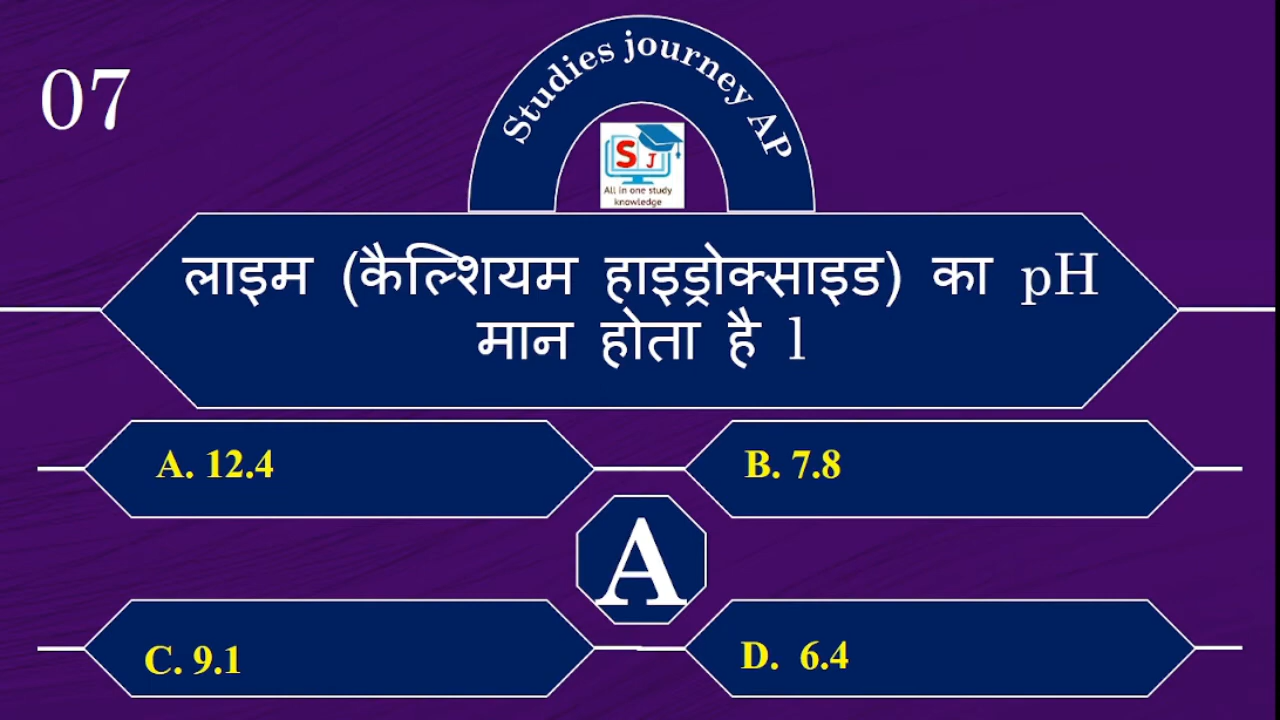 07
Studies journey AP
S J
All in one study
knowledge
लाइम (कैल्शियम हाइड्रोक्साइड) का pH
मान होता है l
A. 12.4
B. 7.8
A
C. 9.1
D. 6.4